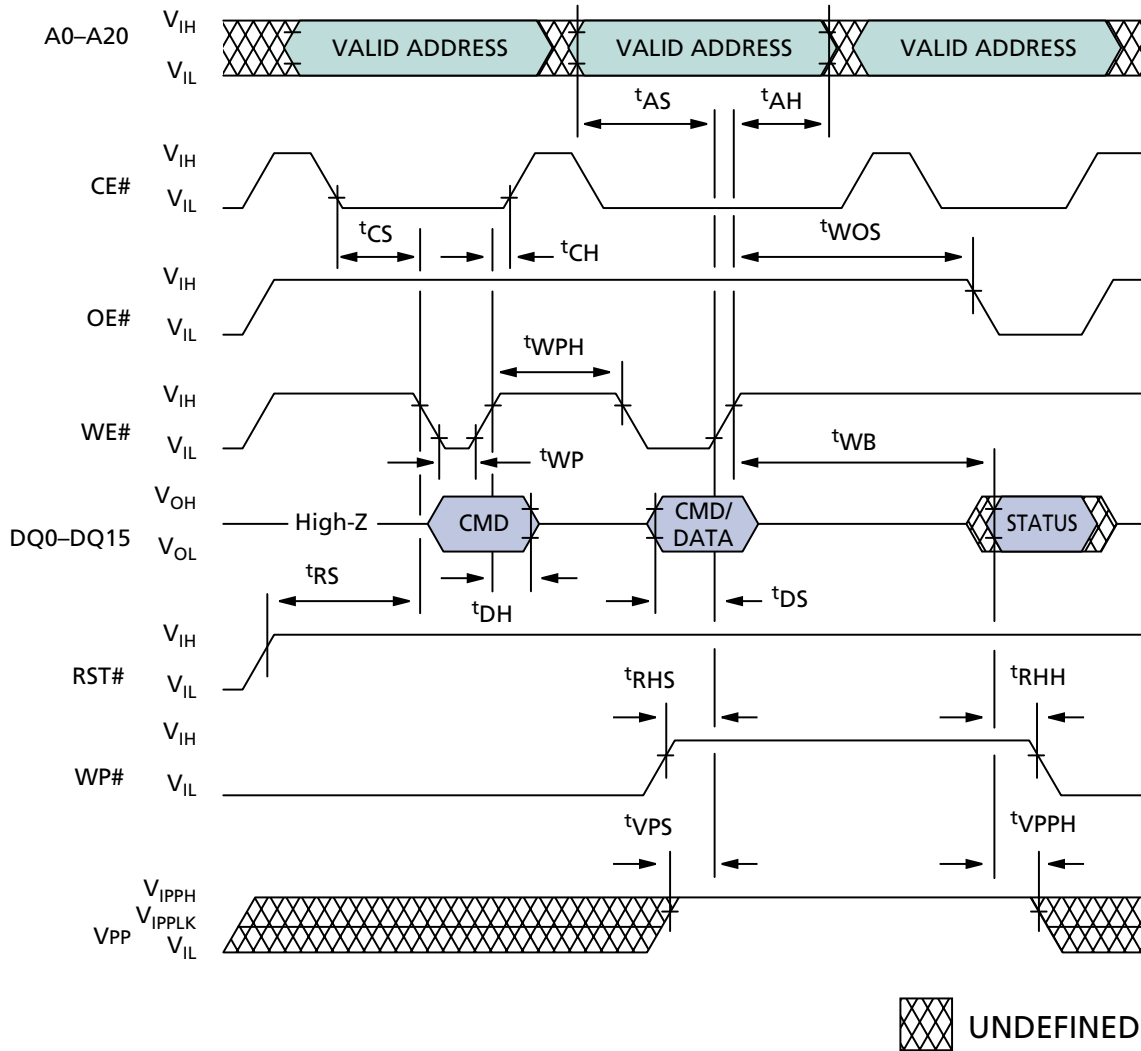 A0–A20
VIH
VIL
VALID ADDRESS VALID ADDRESS VALID ADDRESS
tAS tAH
CE#
VIH
VIL
tCS tCH tWOS
OE#
VIH
VIL
tWPH
WE#
VIH
VIL
tWP tWB
DQ0–DQ15
VOH
VOL
High-Z CMD CMD/
DATA STATUS
tRS tDH tDS
RST#
VIH
VIL
tRHS tRHH
WP#
VIH
VIL
tVPS tVPPH
VPP
VIPPH
VIPPLK
VIL
UNDEFINED